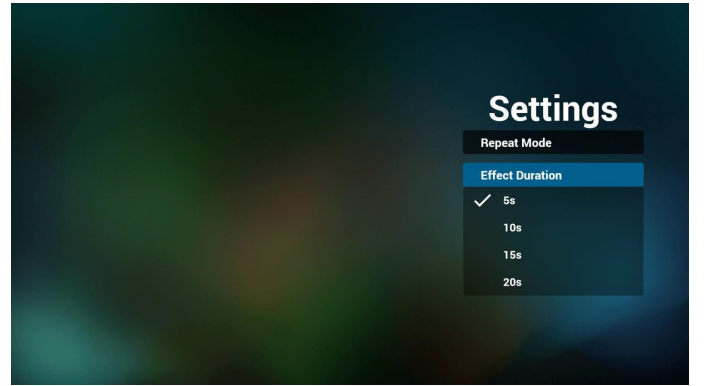 Settings
Repeat Mode
Effect Duration
5s
10s
15s
20s